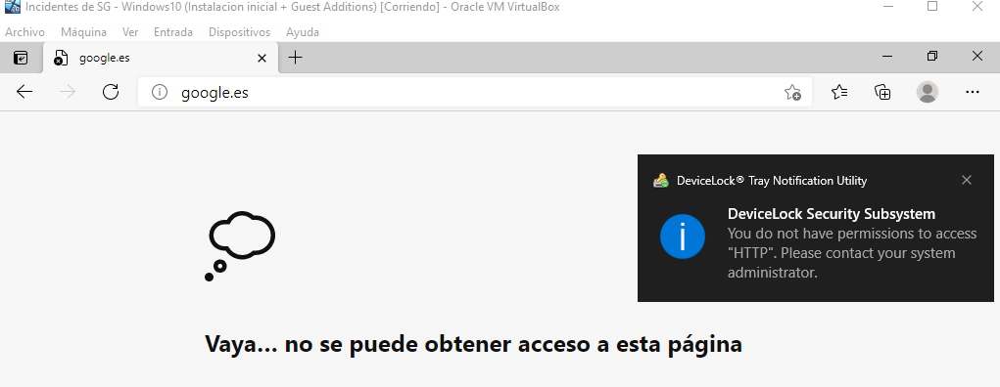 Incidentes de SG - Windows10 (Instalacion inicial + Guest Additions) [Corriendo] - Oracle VM VirtualBox
Archivo Máquina Ver Entrada Dispositivos Ayuda
google.es
google.es
DeviceLock® Tray Notification Utility
DeviceLock Security Subsystem
You do not have permissions to access
"HTTP". Please contact your system
administrator.
Vaya… no se puede obtener acceso a esta página